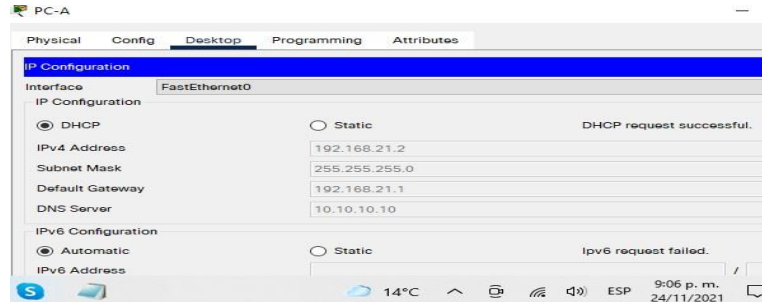 PC-A
Physical Config Desktop Programming Attributes
IP Configuration
Interface FastEthernet0
IP Configuration
DHCP Static DHCP request successful.
IPv4 Address 192.168.21.2
Subnet Mask 255.255.255.0
Default Gateway 192.168.21.1
DNS Server 10.10.10.10
IPv6 Configuration
Automatic Static Ipv6 request failed.
IPv6 Address /
S 14°C ESP 9:06 p. m.
24/11/2021